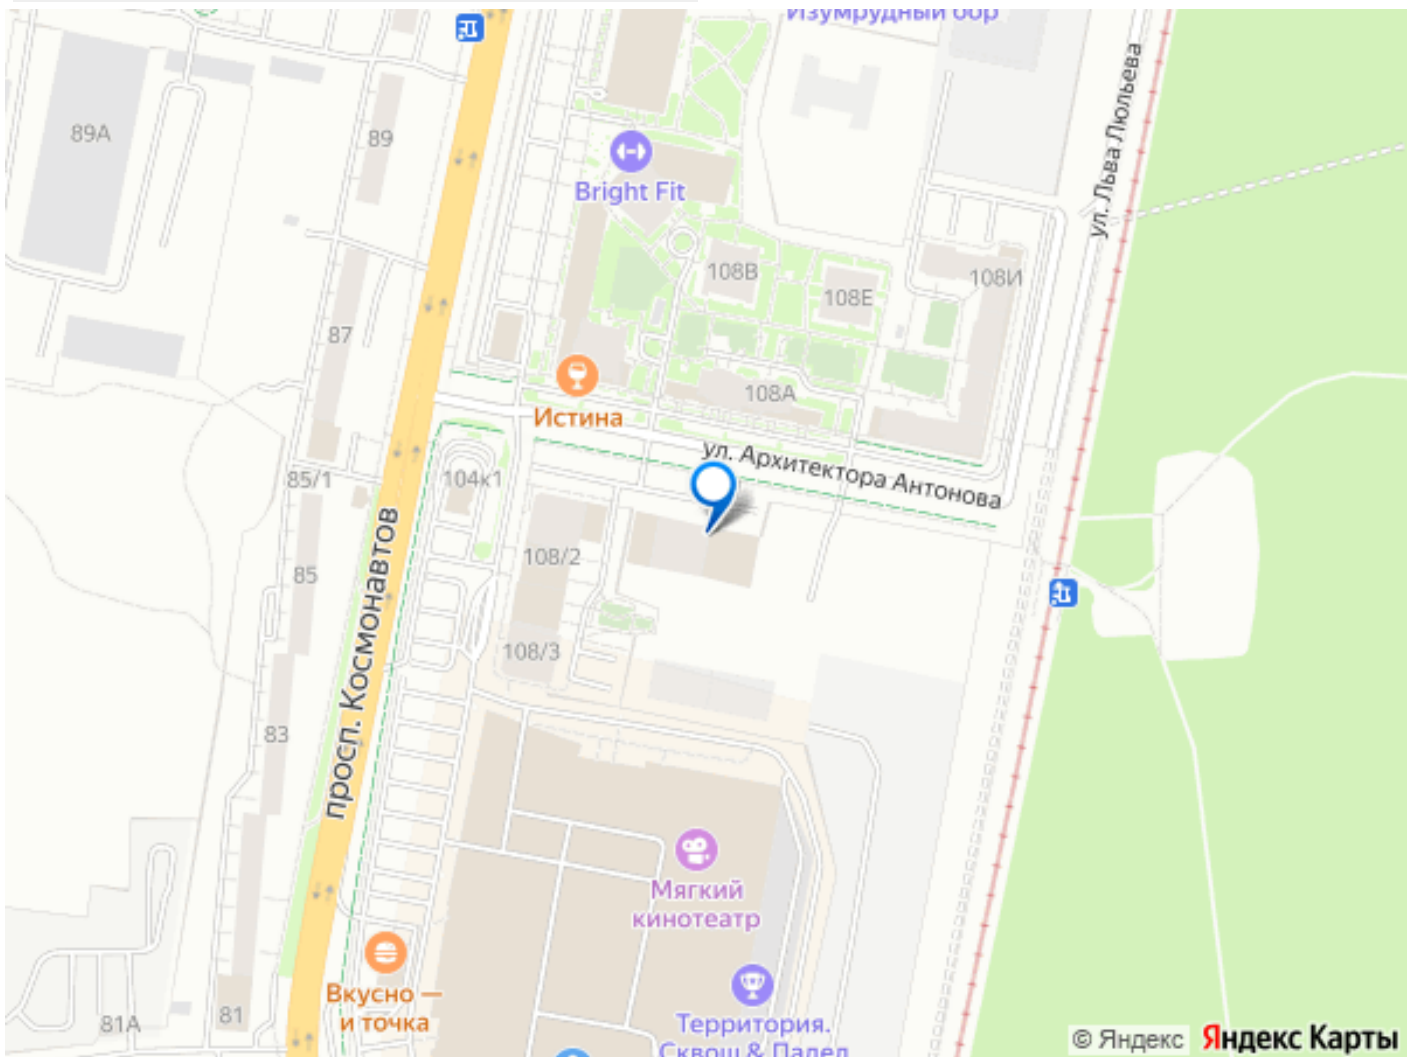 Изумрудный бор
ул. Льва Люльева
89А
89
Bright Fit
108В
108Е
108И
87
108А
Истина
ул. Архитектора Антонова
85/1
104к1
просп. Космонавтов
108/2
85
108/3
83
Мягкий
кинотеатр
Вкусно —
и точка
81А
81
Территория.
Сквош & Падел
© Яндекс
Яндекс Карты